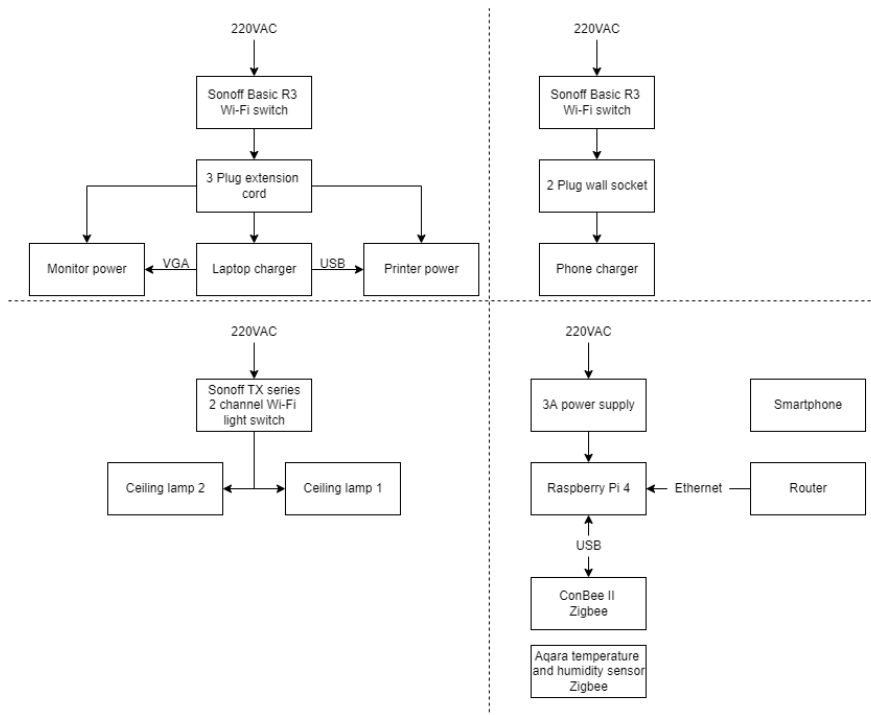 220VAC
Sonoff Basic R3
Wi-Fi switch
3 Plug extension
cord
Monitor power
VGA
Laptop charger
USB
Printer power
220VAC
Sonoff Basic R3
Wi-Fi switch
2 Plug wall socket
Phone charger
220VAC
Sonoff TX series
2 channel Wi-Fi
light switch
Ceiling lamp 2
Ceiling lamp 1
220VAC
3A power supply
Smartphone
Raspberry Pi 4
Ethernet
Router
USB
ConBee II
Zigbee
Aqara temperature
and humidity sensor
Zigbee